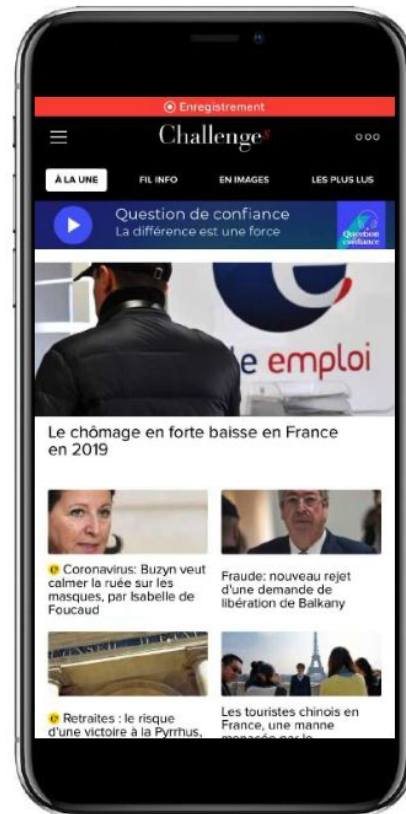 Enregistrement
Challenges
À LA UNE FIL INFO EN IMAGES LES PLUS LUS
Question de confiance
La différence est une force
Question
confiance
le emploi
Le chômage en forte baisse en France
en 2019
Coronavirus: Buzyn veut
calmer la ruée sur les
masques, par Isabelle de
Foucaud
Fraude: nouveau rejet
d'une demande de
libération de Balkany
Retraites : le risque
d'une victoire à la Pyrrhus,
Les touristes chinois en
France, une manne
menacée par le